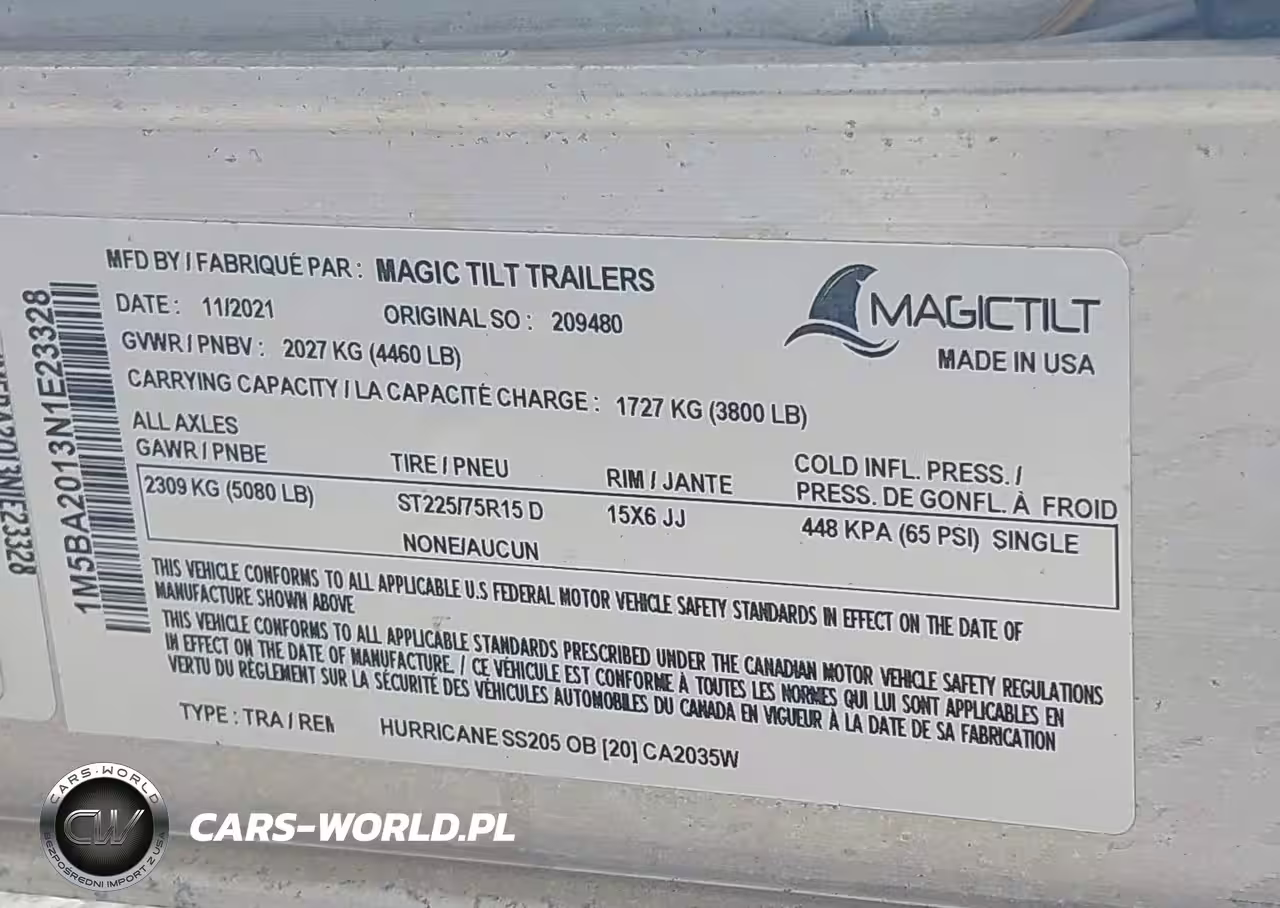 MFD BY / FABRIQUÉ PAR : MAGIC TILT TRAILERS
DATE : 11/2021 ORIGINAL SO : 209480
GVWR / PNBV : 2027 KG (4460 LB)
CARRYING CAPACITY / LA CAPACITÉ CHARGE : 1727 KG (3800 LB)
MAGICTILT
MADE IN USA
ALL AXLES
GAWR / PNBE TIRE / PNEU RIM / JANTE COLD INFL. PRESS. /
PRESS. DE GONFL. À FROID
2309 KG (5080 LB) ST225/75R15 D 15X6 JJ 448 KPA (65 PSI) SINGLE
NONE/AUCUN
THIS VEHICLE CONFORMS TO ALL APPLICABLE U.S FEDERAL MOTOR VEHICLE SAFETY STANDARDS IN EFFECT ON THE DATE OF
MANUFACTURE SHOWN ABOVE
THIS VEHICLE CONFORMS TO ALL APPLICABLE STANDARDS PRESCRIBED UNDER THE CANADIAN MOTOR VEHICLE SAFETY REGULATIONS
IN EFFECT ON THE DATE OF MANUFACTURE. / CE VÉHICULE EST CONFORME À TOUTES LES NORMES QUI LUI SONT APPLICABLES EN
VERTU DU RÈGLEMENT SUR LA SÉCURITÉ DES VÉHICULES AUTOMOBILES DU CANADA EN VIGUEUR À LA DATE DE SA FABRICATION
TYPE : TRA / REM HURRICANE SS205 OB [20] CA2035W
1M5BA2013N1E23328
CARS-WORLD
CW
BEZPOŚREDNI IMPORT Z USA
CARS-WORLD.PL